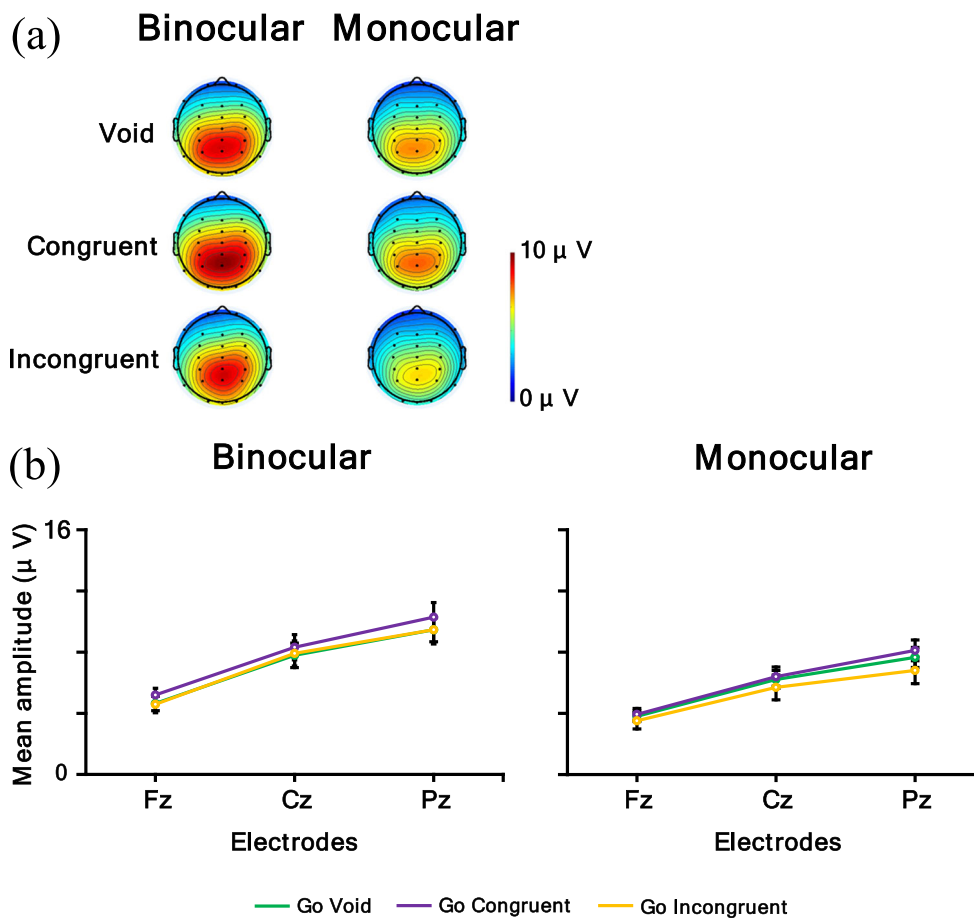 (a)
Binocular Monocular
Void
Congruent
Incongruent
10 μ V
0 μ V
(b)
Binocular
Monocular
Mean amplitude (μ V)
16
0
Fz Cz Pz
Electrodes
Fz Cz Pz
Electrodes
Go Void Go Congruent Go Incongruent